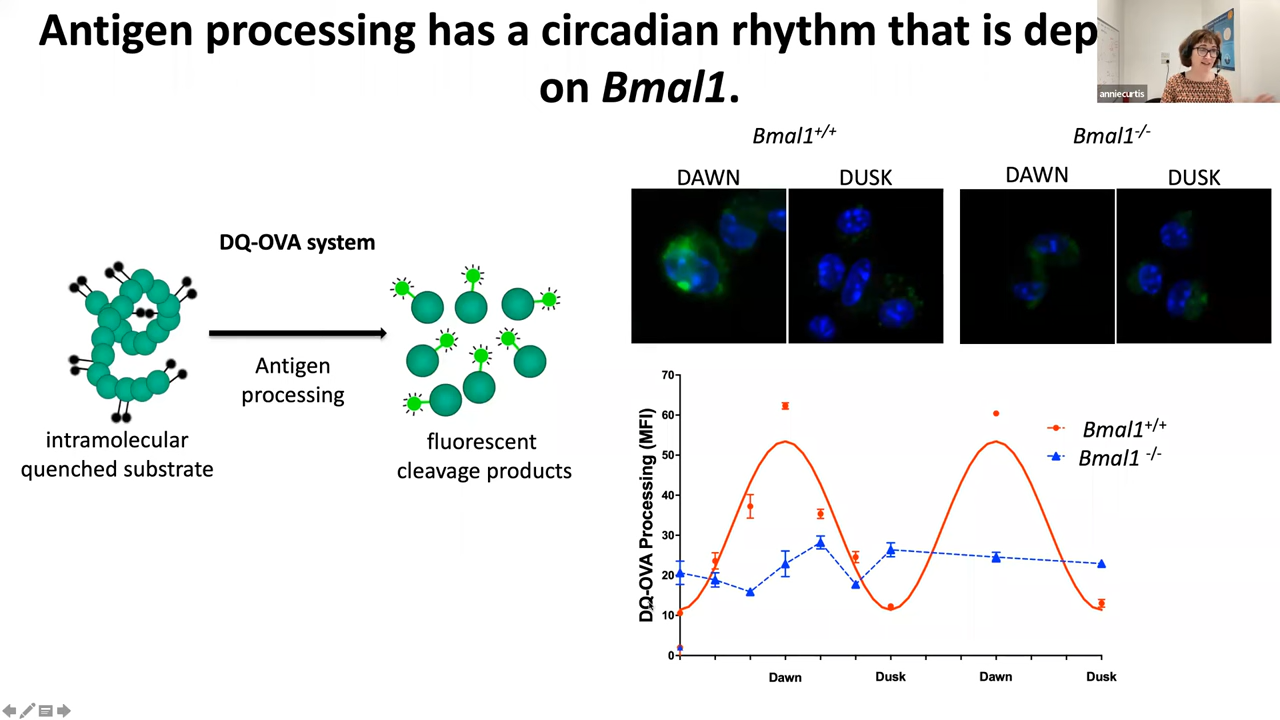 Antigen processing has a circadian rhythm that is dep
on Bmal1.
anniecurtis
Bmal1+/+
Bmal1-/-
DAWN
DUSK
DAWN
DUSK
DQ-OVA system
Antigen
processing
intramolecular
quenched substrate
fluorescent
cleavage products
DQ-OVA Processing (MFI)
70
60
50
40
30
20
10
0
Dawn
Dusk
Dawn
Dusk
Bmal1+/+
Bmal1 -/-